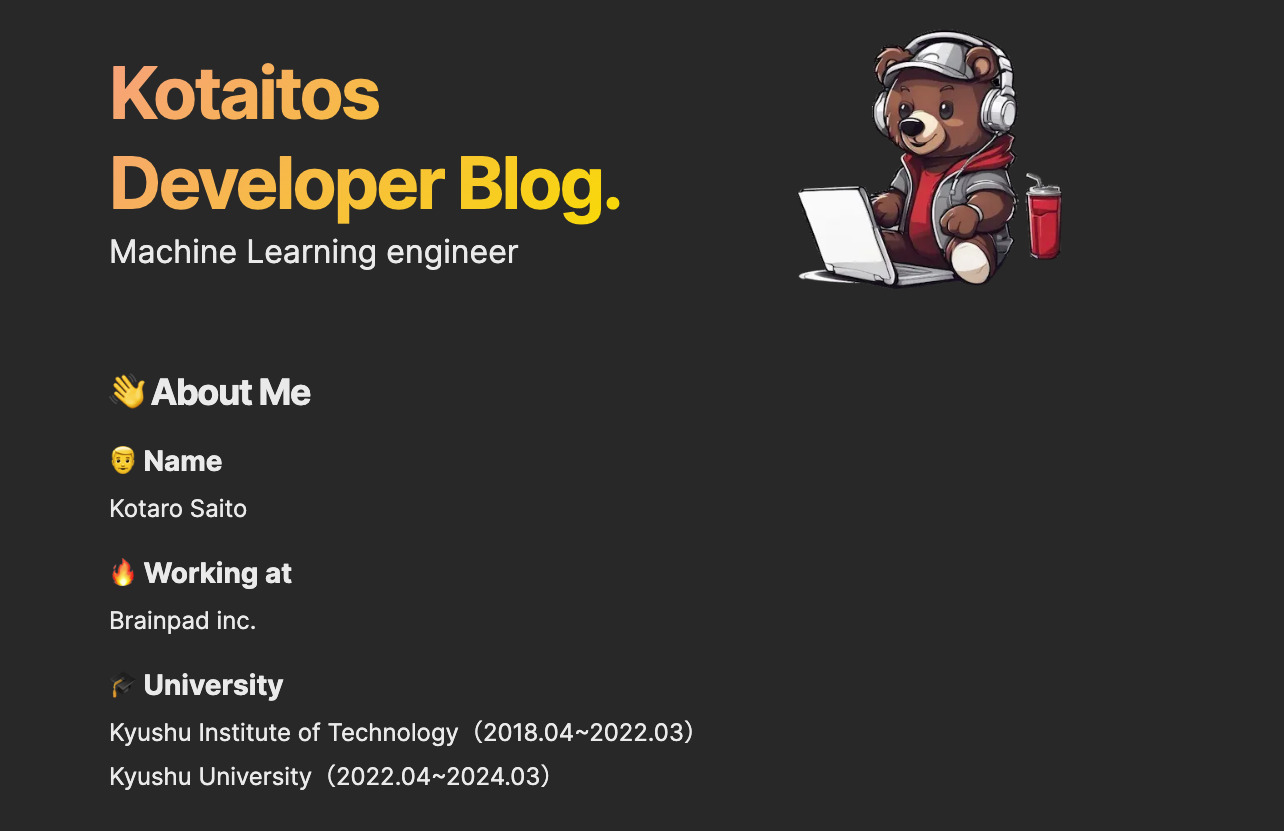 Kotaitos
Developer Blog.
Machine Learning engineer
👋 About Me
👨 Name
Kotaro Saito
🔥 Working at
Brainpad inc.
🎓 University
Kyushu Institute of Technology（2018.04~2022.03）
Kyushu University（2022.04~2024.03）